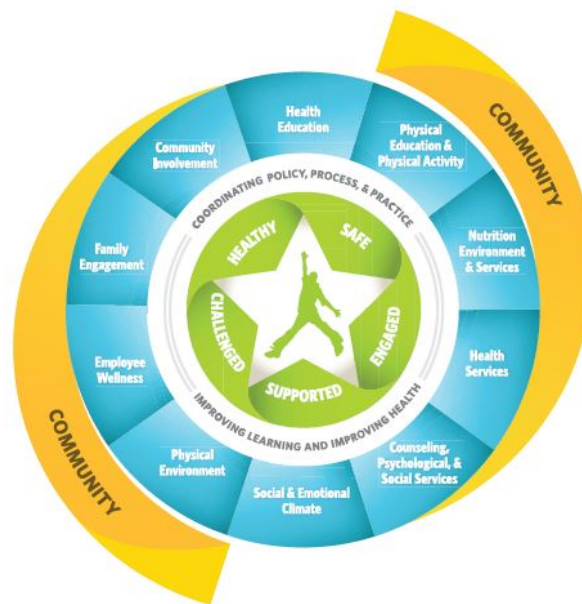 COMMUNITY
Health
Education
Physical
Education &
Physical Activity
Nutrition
Environment
& Services
Health
Services
Counseling,
Psychological, &
Social Services
Social & Emotional
Climate
Physical
Environment
Employee
Wellness
Family
Engagement
Community
Involvement
COORDINATING POLICY, PROCESS, & PRACTICE
IMPROVING LEARNING AND IMPROVING HEALTH
HEALTHY
SAFE
ENGAGED
SUPPORTED
CHALLENGED
COMMUNITY